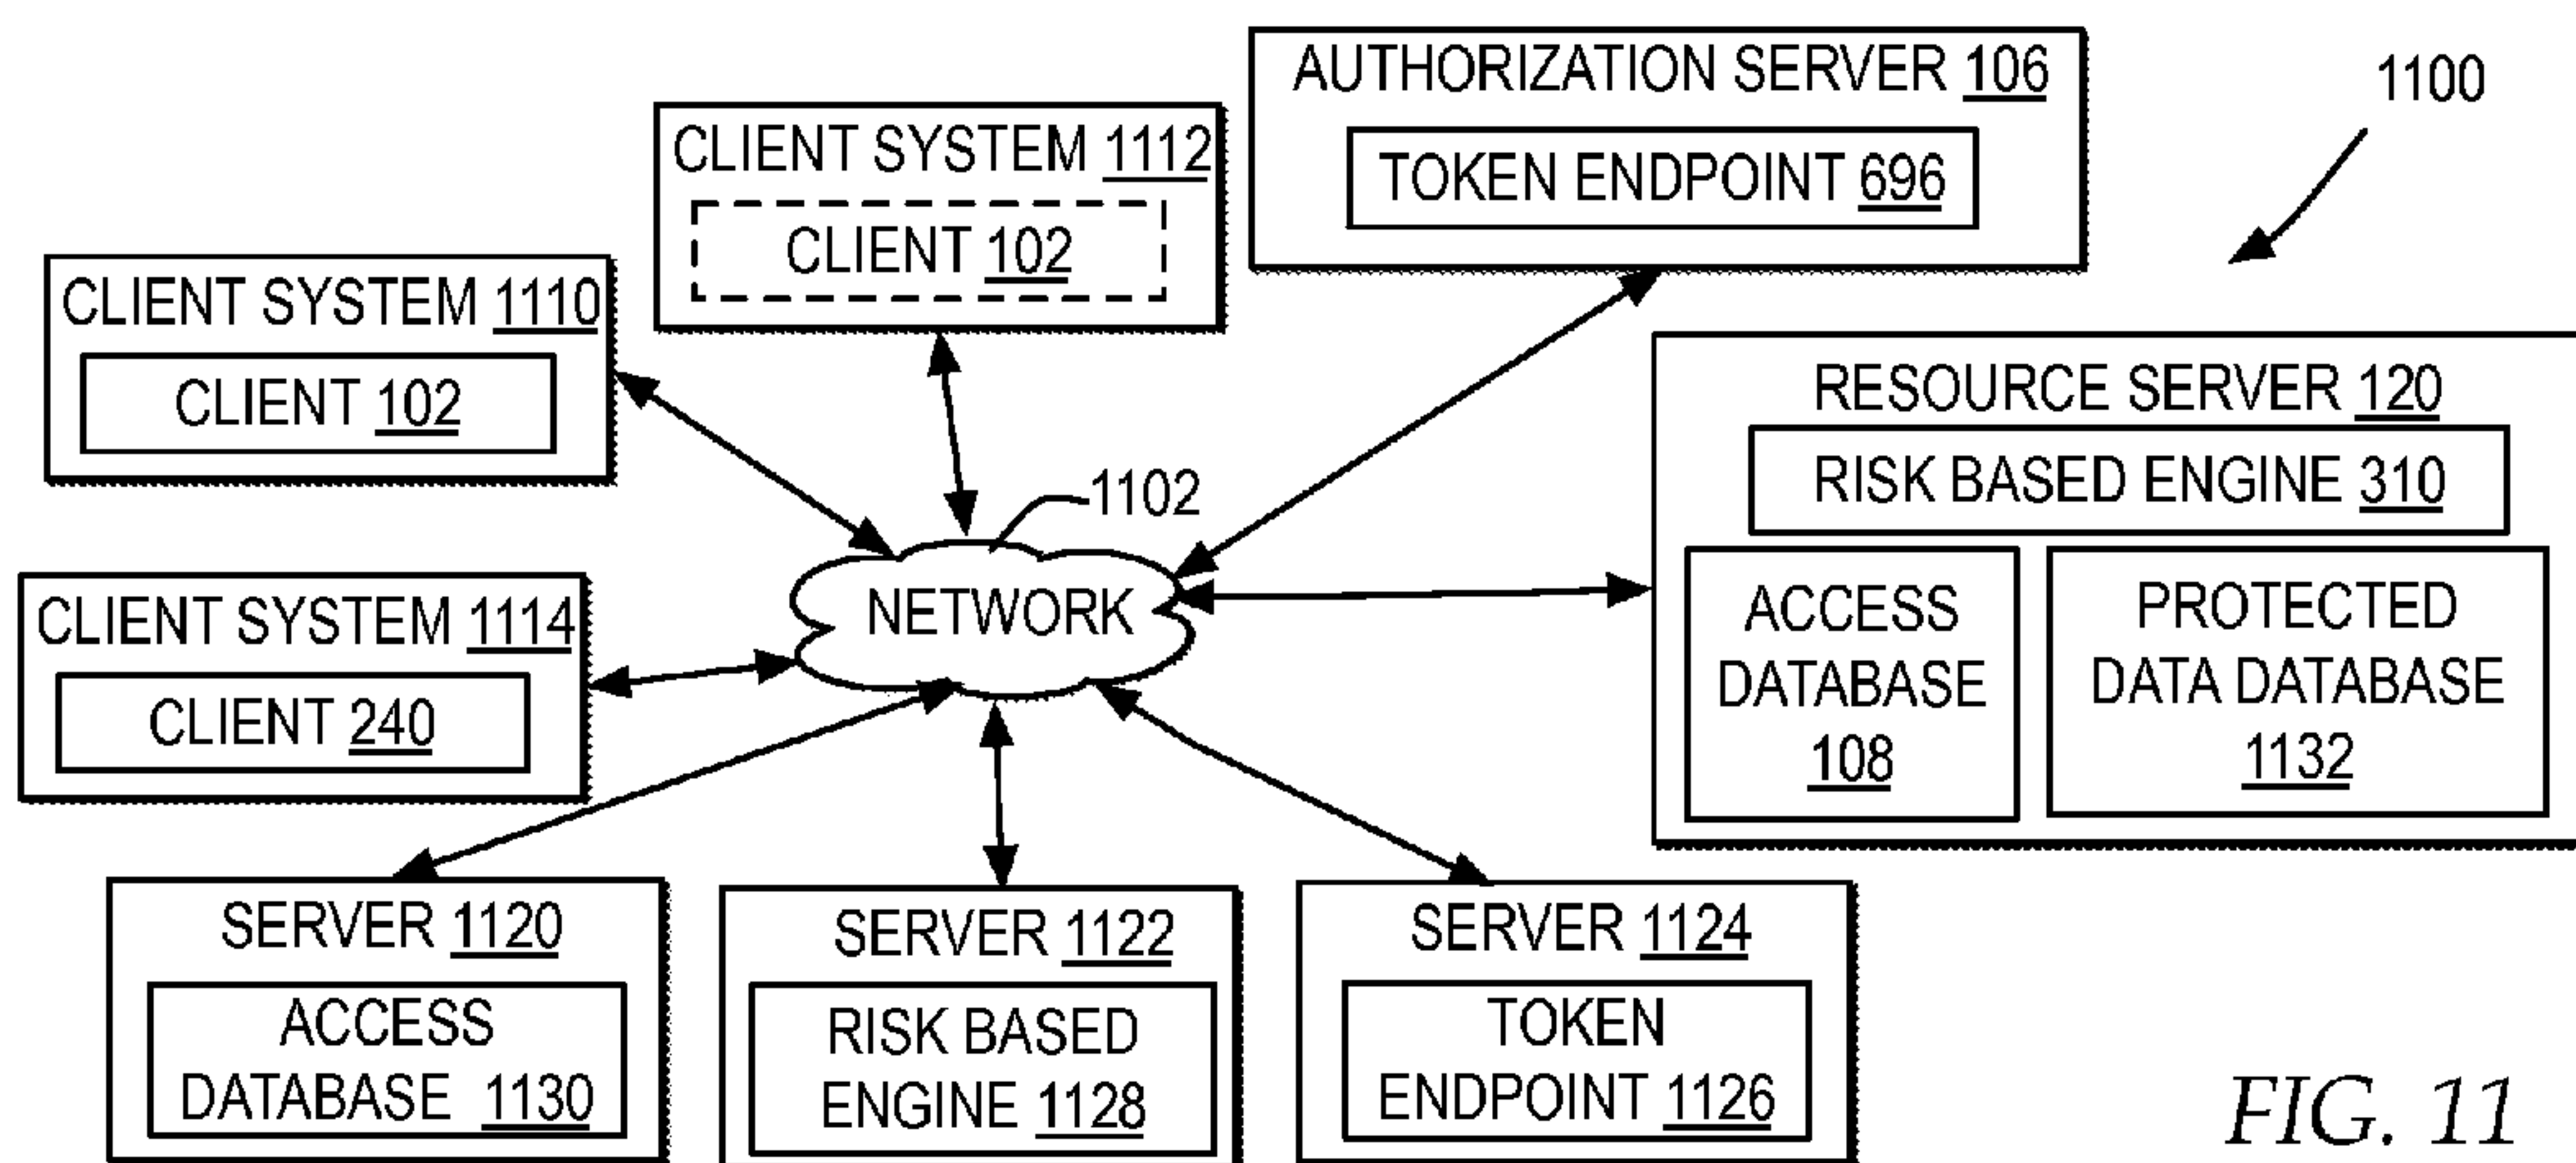 AUTHORIZATION SERVER 106
TOKEN ENDPOINT 696
1100
CLIENT SYSTEM 1112
CLIENT 102
CLIENT SYSTEM 1110
CLIENT 102
RESOURCE SERVER 120
RISK BASED ENGINE 310
ACCESS
DATABASE
108
PROTECTED
DATA DATABASE
1132
1102
NETWORK
CLIENT SYSTEM 1114
CLIENT 240
SERVER 1120
ACCESS
DATABASE 1130
SERVER 1122
RISK BASED
ENGINE 1128
SERVER 1124
TOKEN
ENDPOINT 1126
FIG. 11